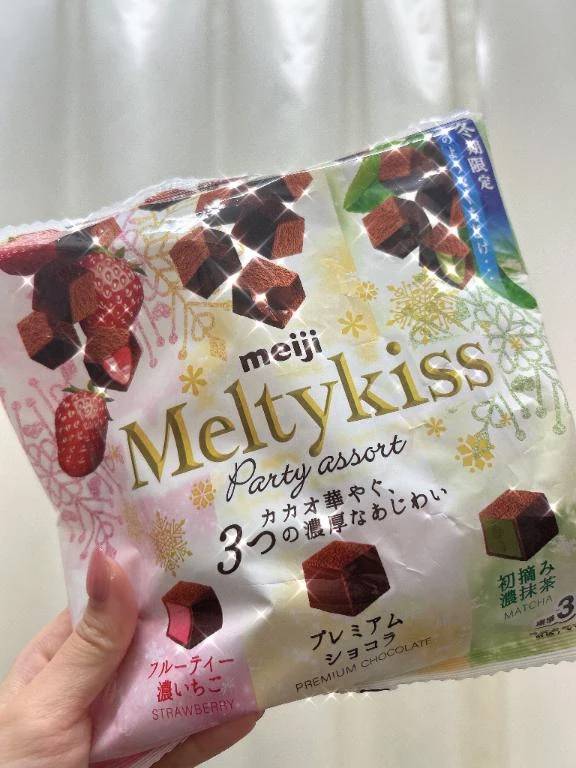 冬期限定
meiji
Meltykiss
Party assort
カカオ華やぐ、
3つの濃厚なあじわい
フルーティー
濃いちご
STRAWBERRY
プレミアム
ショコラ
PREMIUM CHOCOLATE
初摘み
濃抹茶
MATCHA
3